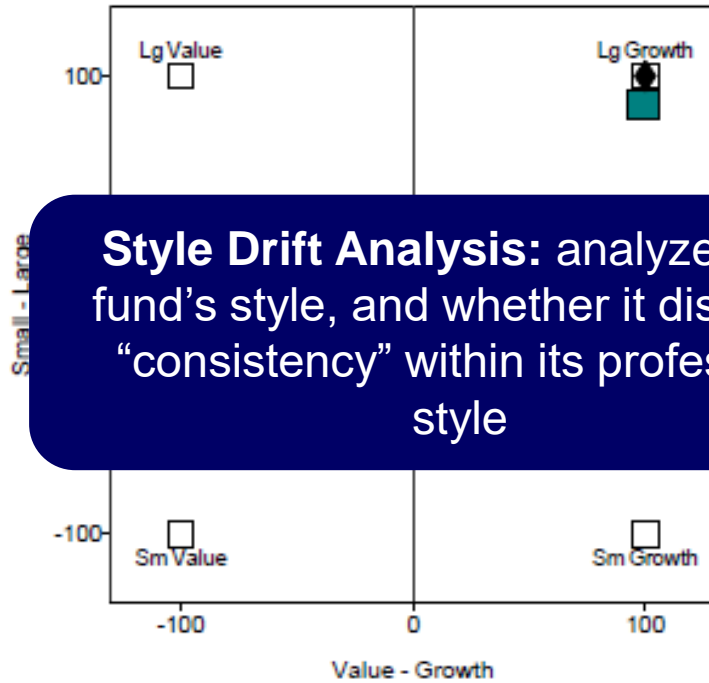 Lg Value
Lg Growth
100
Small - Large
Style Drift Analysis: analyze
fund's style, and whether it dis
“consistency” within its profes
style
-100
Sm Value
Sm Growth
-100
0
100
Value - Growth